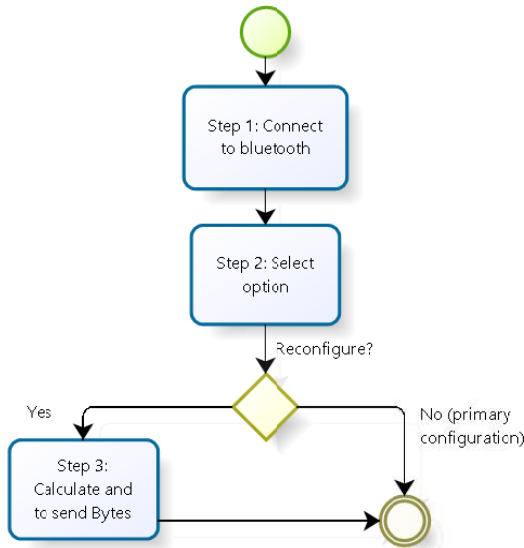 Step 1: Connect
to bluetooth
Step 2: Select
option
Reconfigure?
Yes
No (primary
configuration)
Step 3:
Calculate and
to send Bytes